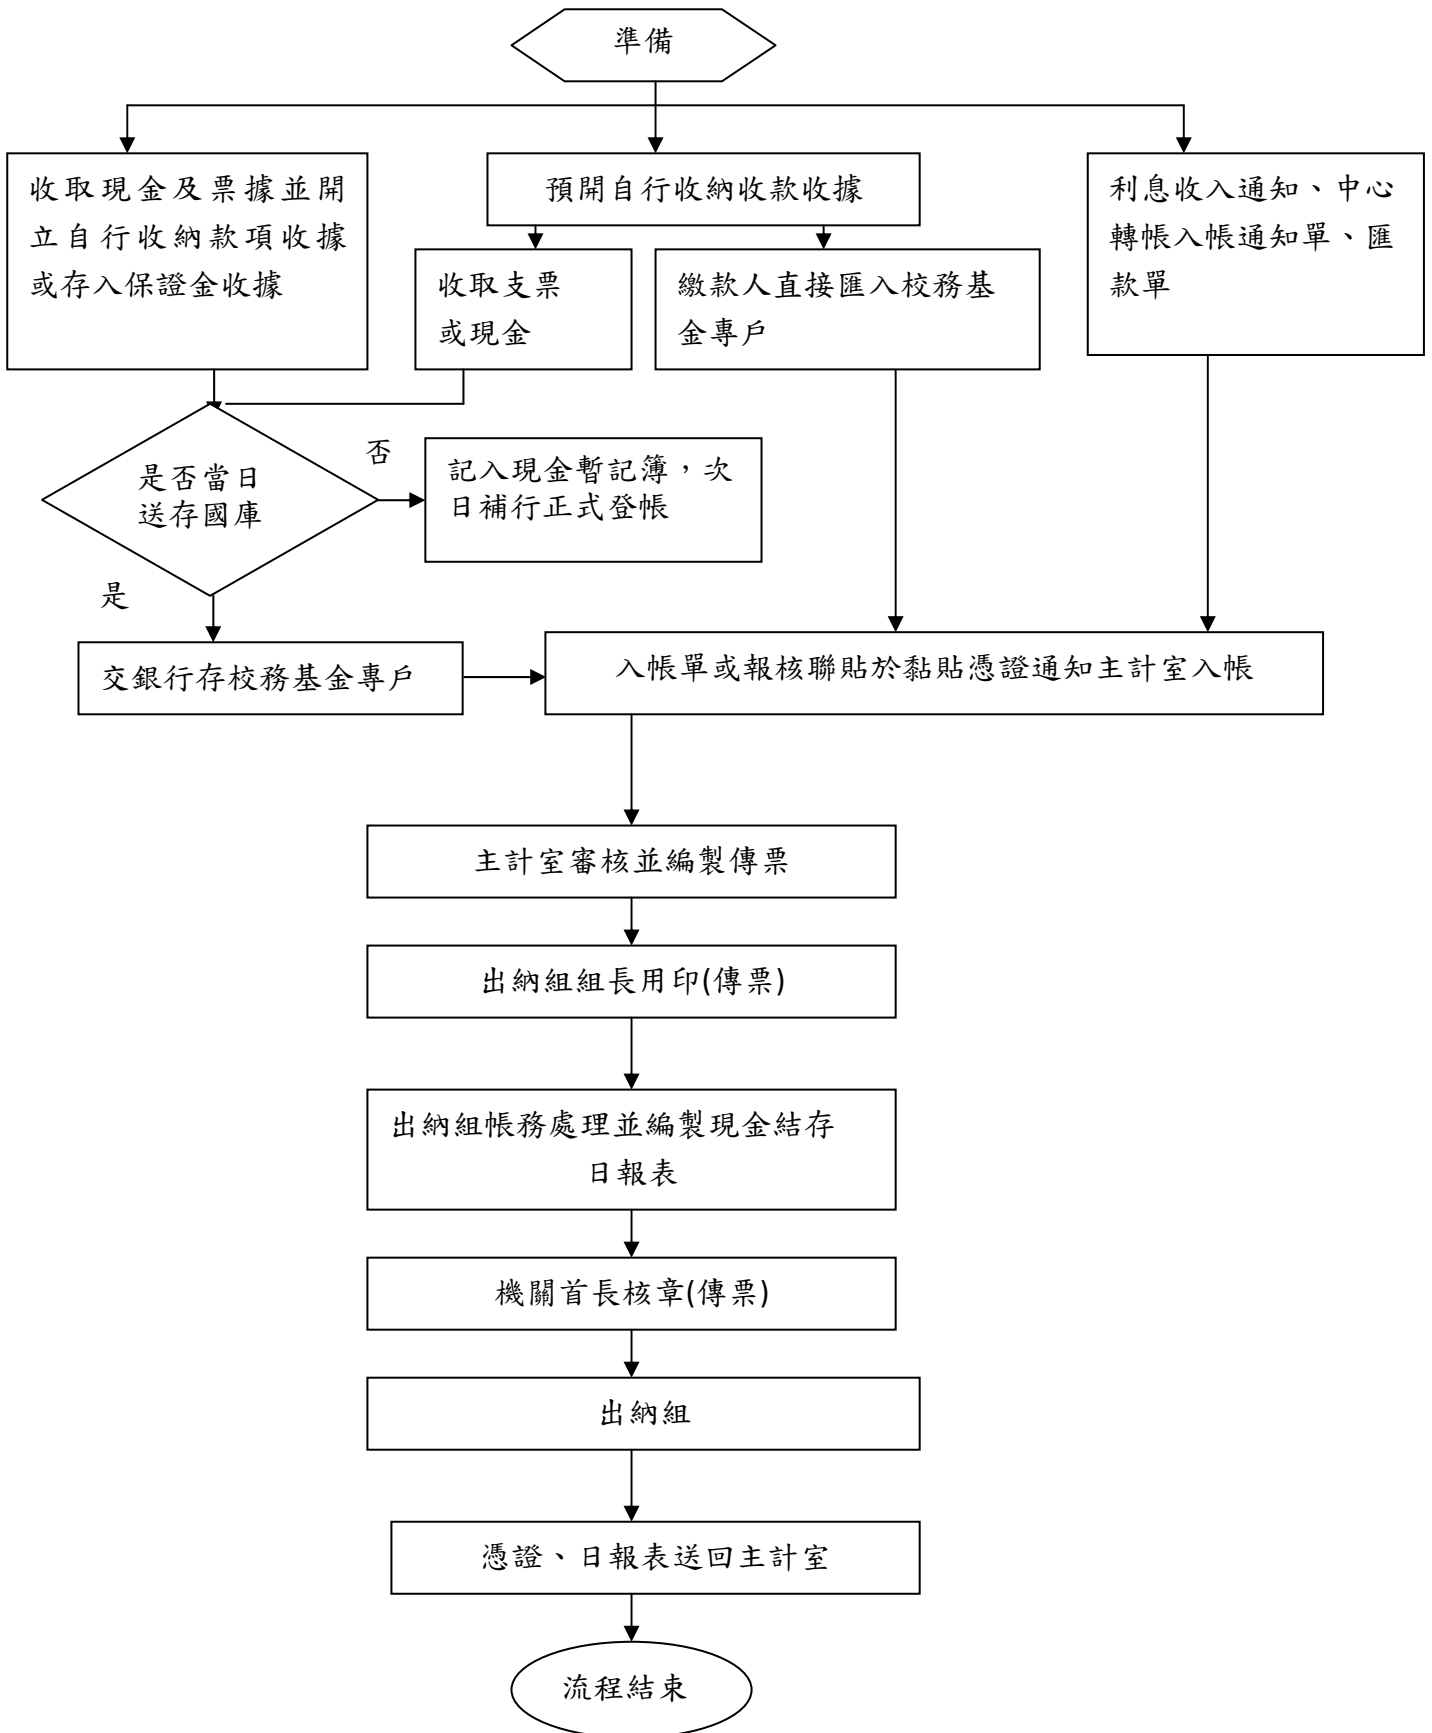 準備
收取現金及票據並開
立自行收納款項收據
或存入保證金收據
預開自行收納收款收據
利息收入通知、中心
轉帳入帳通知單、匯
款單
收取支票
或現金
繳款人直接匯入校務基
金專戶
是否當日
送存國庫
否
記入現金暫記簿，次
日補行正式登帳
是
交銀行存校務基金專戶
入帳單或報核聯貼於黏貼憑證通知主計室入帳
主計室審核並編製傳票
出納組組長用印(傳票)
出納組帳務處理並編製現金結存
日報表
機關首長核章(傳票)
出納組
憑證、日報表送回主計室
流程結束